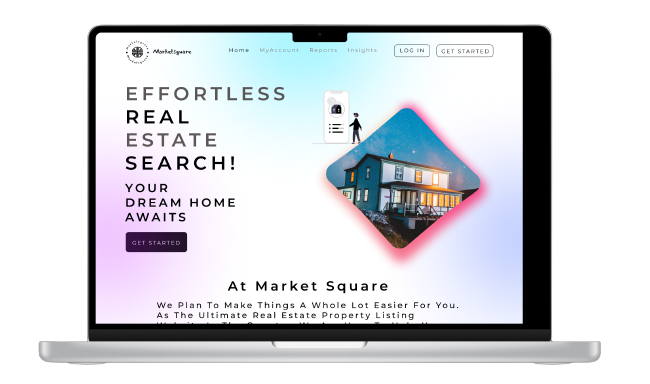 Marketsquare
Home MyAccount Reports Insights LOG IN GET STARTED
EFFORTLESS
REAL
ESTATE
SEARCH!
YOUR
DREAM HOME
AWAITS
GET STARTED
At Market Square
We Plan To Make Things A Whole Lot Easier For You.
As The Ultimate Real Estate Property Listing